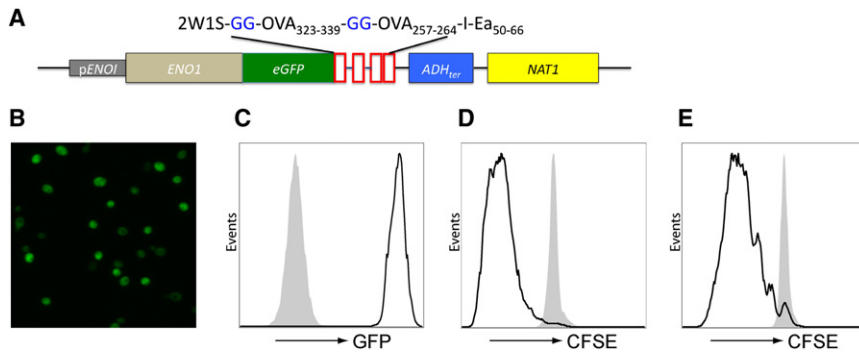 A
2W1S-GG-OVA323-339-GG-OVA257-264-I-Ea50-66
pENOI ENO1 eGFP ADHter NAT1
B C D E
Events Events Events
GFP CFSE CFSE